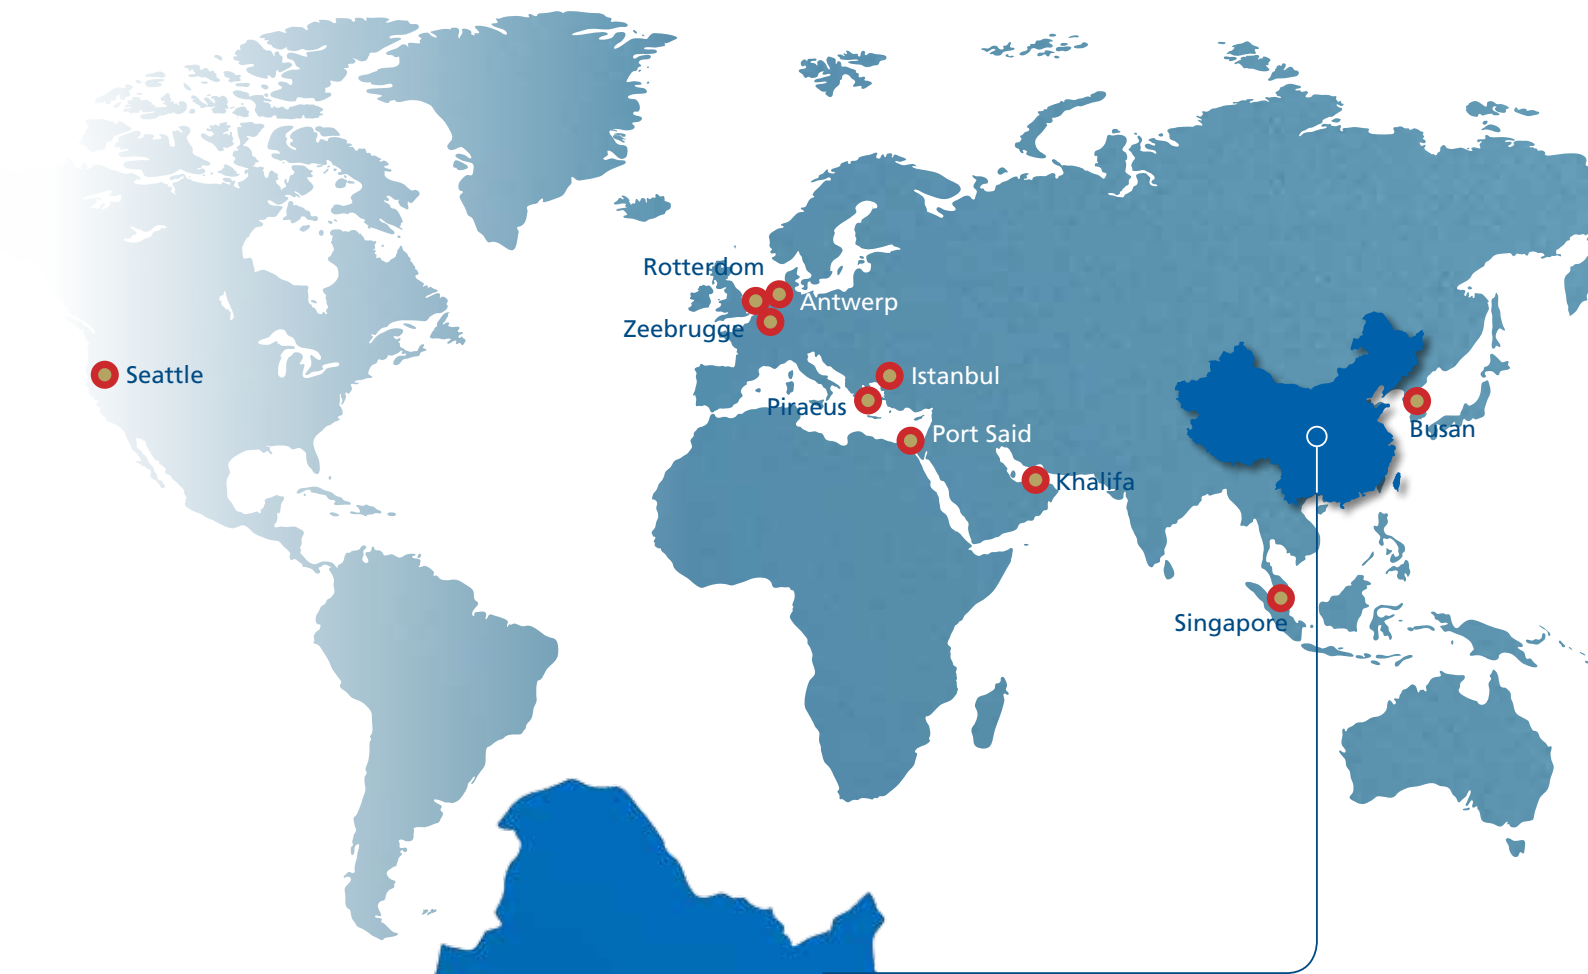 Rotterdom
Antwerp
Zeebrugge
Seattle
Istanbul
Piraeus
Busan
Port Said
Khalifa
Singapore